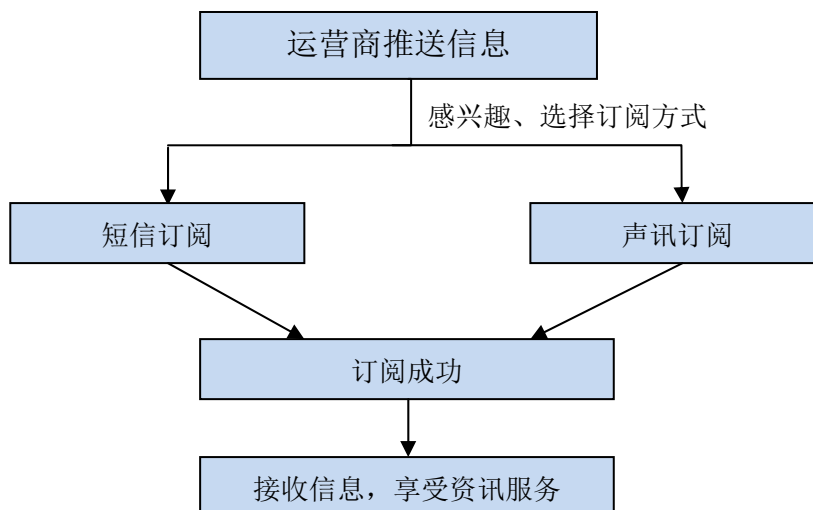 运营商推送信息
感兴趣、选择订阅方式
短信订阅
声讯订阅
订阅成功
接收信息，享受资讯服务